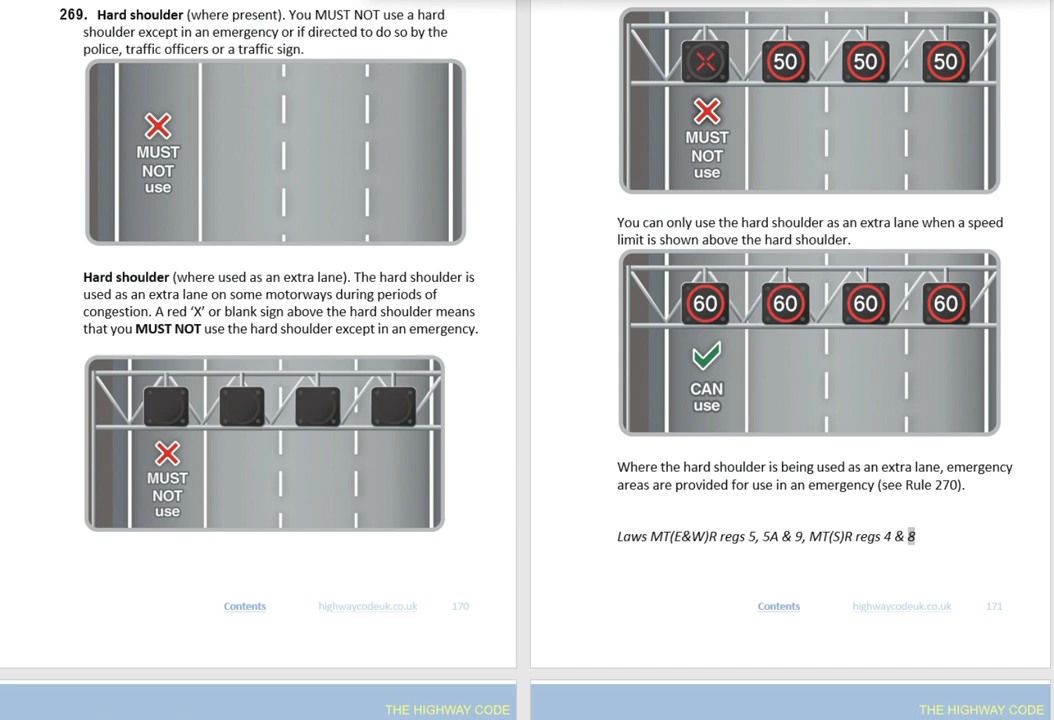 269. Hard shoulder (where present). You MUST NOT use a hard
shoulder except in an emergency or if directed to do so by the
police, traffic officers or a traffic sign.
MUST
NOT
use
Hard shoulder (where used as an extra lane). The hard shoulder is
used as an extra lane on some motorways during periods of
congestion. A red ‘X’ or blank sign above the hard shoulder means
that you MUST NOT use the hard shoulder except in an emergency.
MUST
NOT
use
Contents highwaycodeuk.co.uk 170
50 50 50
MUST
NOT
use
You can only use the hard shoulder as an extra lane when a speed
limit is shown above the hard shoulder.
60 60 60 60
CAN
use
Where the hard shoulder is being used as an extra lane, emergency
areas are provided for use in an emergency (see Rule 270).
Laws MT(E&W)R regs 5, 5A & 9, MT(S)R regs 4 & 8
Contents highwaycodeuk.co.uk 171
THE HIGHWAY CODE
THE HIGHWAY CODE